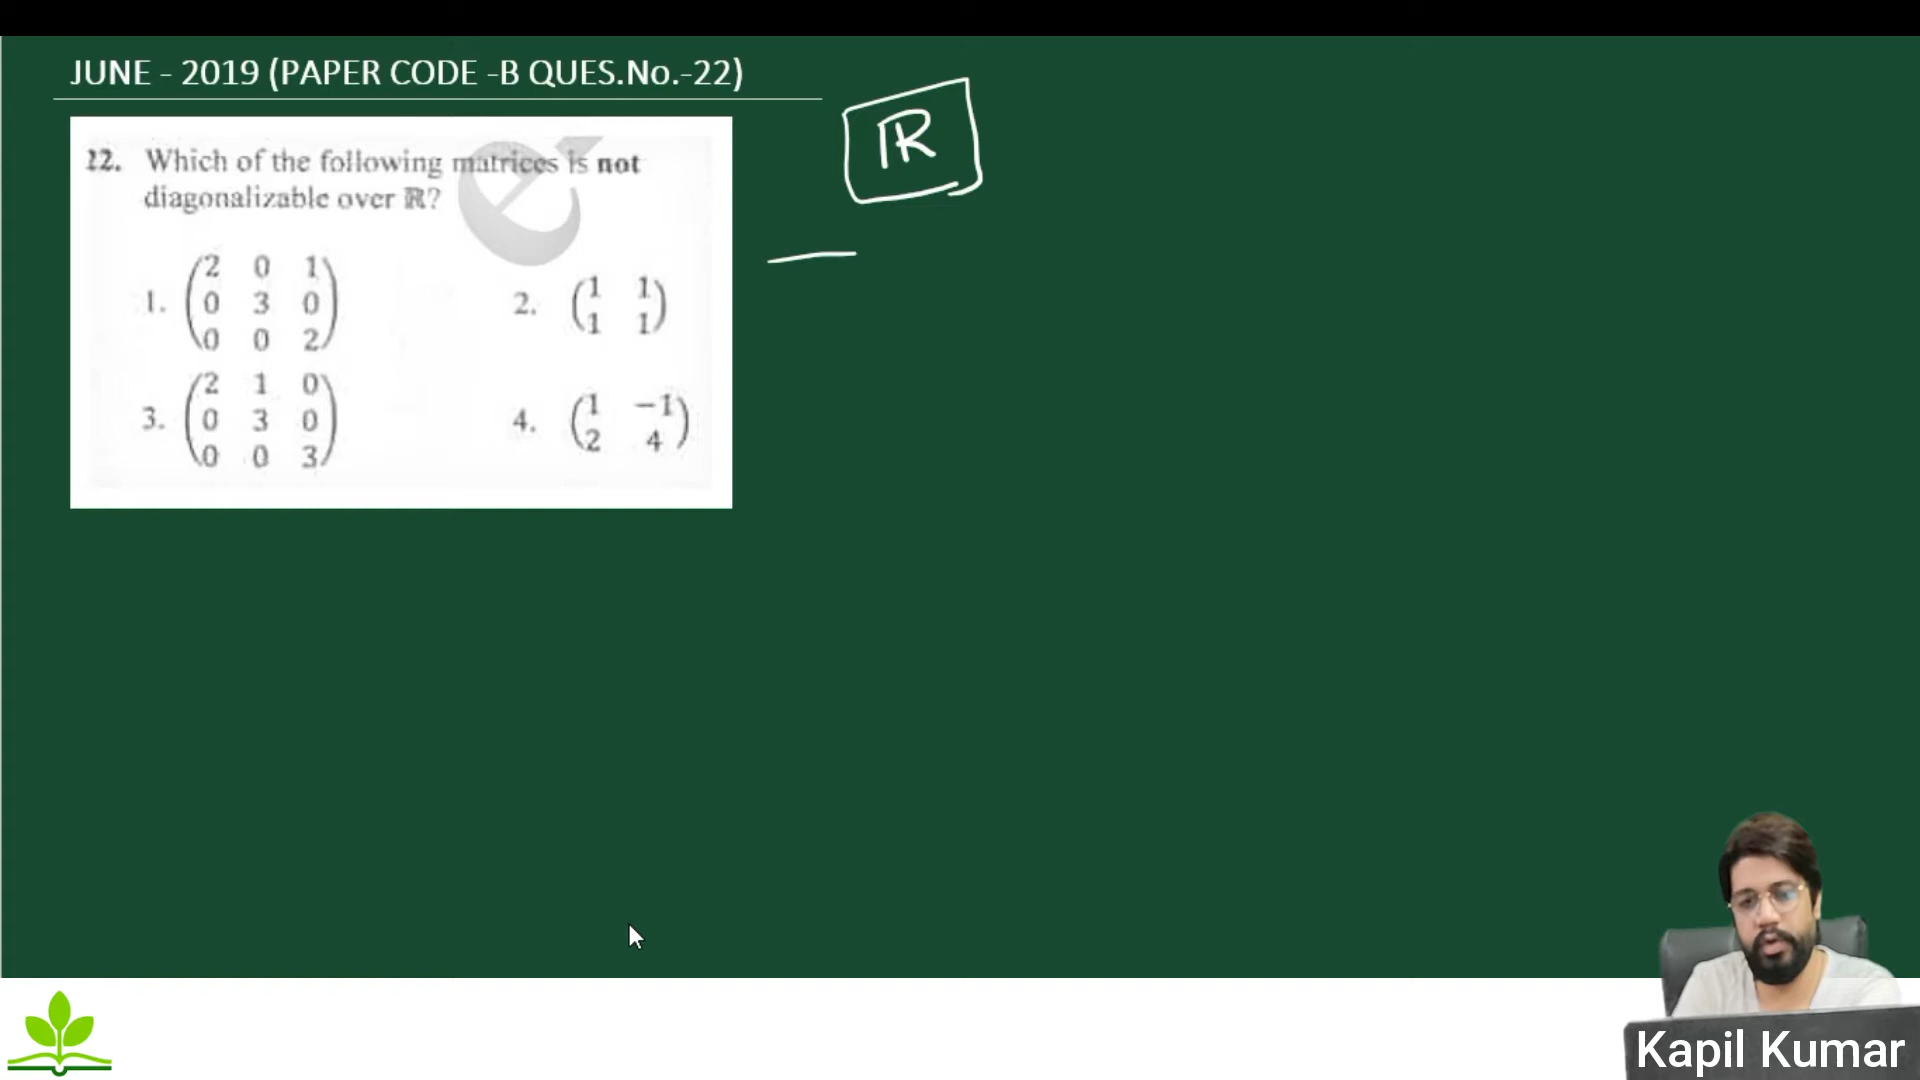 JUNE - 2019 (PAPER CODE -B QUES.No.-22)
ℝ
22. Which of the following matrices is not
diagonalizable over ℝ?
1. (2 0 1
0 3 0
0 0 2)
2. (1 1
1 1)
3. (2 1 0
0 3 0
0 0 3)
4. (1 -1
2 4)
Kapil Kumar